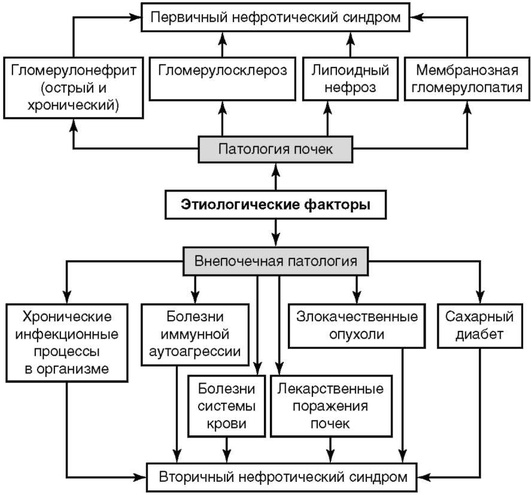 Первичный нефротический синдром
Гломерулонефрит
(острый и
хронический)
Гломерулосклероз
Липоидный
нефроз
Мембранозная
гломерулопатия
Патология почек
Этиологические факторы
Внепочечная патология
Хронические
инфекционные
процессы
в организме
Болезни
иммунной
аутоагрессии
Злокачественные
опухоли
Сахарный
диабет
Болезни
системы
крови
Лекарственные
поражения
почек
Вторичный нефротический синдром